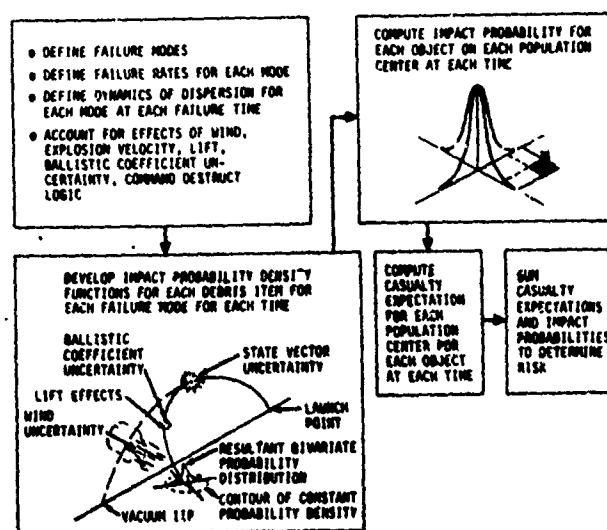 • DEFINE FAILURE MODES
• DEFINE FAILURE RATES FOR EACH MODE
• DEFINE DYNAMICS OF DISPERSION FOR
EACH MODE AT EACH FAILURE TIME
• ACCOUNT FOR EFFECTS OF WIND,
EXPLOSION VELOCITY, LIFT,
BALLISTIC COEFFICIENT UN-
CERTAINTY, COMMAND DESTRUCT
LOGIC
COMPUTE IMPACT PROBABILITY FOR
EACH OBJECT ON EACH POPULATION
CENTER AT EACH TIME
DEVELOP IMPACT PROBABILITY DENSITY
FUNCTIONS FOR EACH DEBRIS ITEM FOR
EACH FAILURE MODE FOR EACH TIME
BALLISTIC
COEFFICIENT
UNCERTAINTY
STATE VECTOR
UNCERTAINTY
LIFT EFFECTS
WIND
UNCERTAINTY
LAUNCH
POINT
RESULTANT BIVARIATE
PROBABILITY
DISTRIBUTION
CONTOUR OF CONSTANT
PROBABILITY DENSITY
VACUUM IIP
COMPUTE
CASUALTY
EXPECTATION
FOR EACH
POPULATION
CENTER FOR
EACH OBJECT
AT EACH TIME
SUM
CASUALTY
EXPECTATIONS
AND IMPACT
PROBABILITIES
TO DETERMINE
RISK